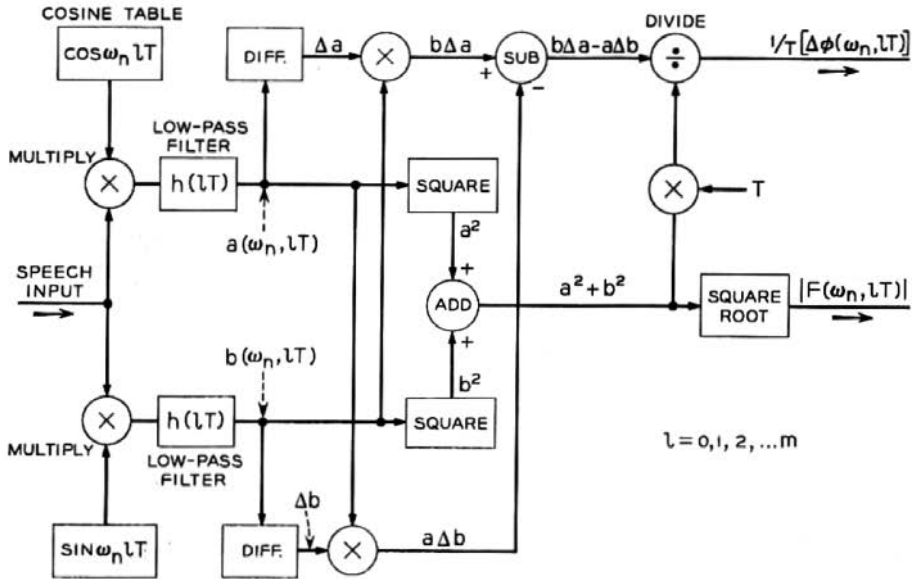 COSINE TABLE
COSωₙlT
DIFF.
Δa
×
bΔa
+
SUB
−
bΔa-aΔb
DIVIDE
÷
1/T[Δϕ(ωₙ,lT)]
MULTIPLY
×
LOW-PASS
FILTER
h(lT)
a(ωₙ,lT)
SQUARE
a²
×
T
SPEECH
INPUT
+
ADD
+
a²+b²
SQUARE
ROOT
|F(ωₙ,lT)|
b(ωₙ,lT)
b²
SQUARE
×
MULTIPLY
h(lT)
LOW-PASS
FILTER
l=0,1,2,...m
SINωₙlT
DIFF.
Δb
×
aΔb